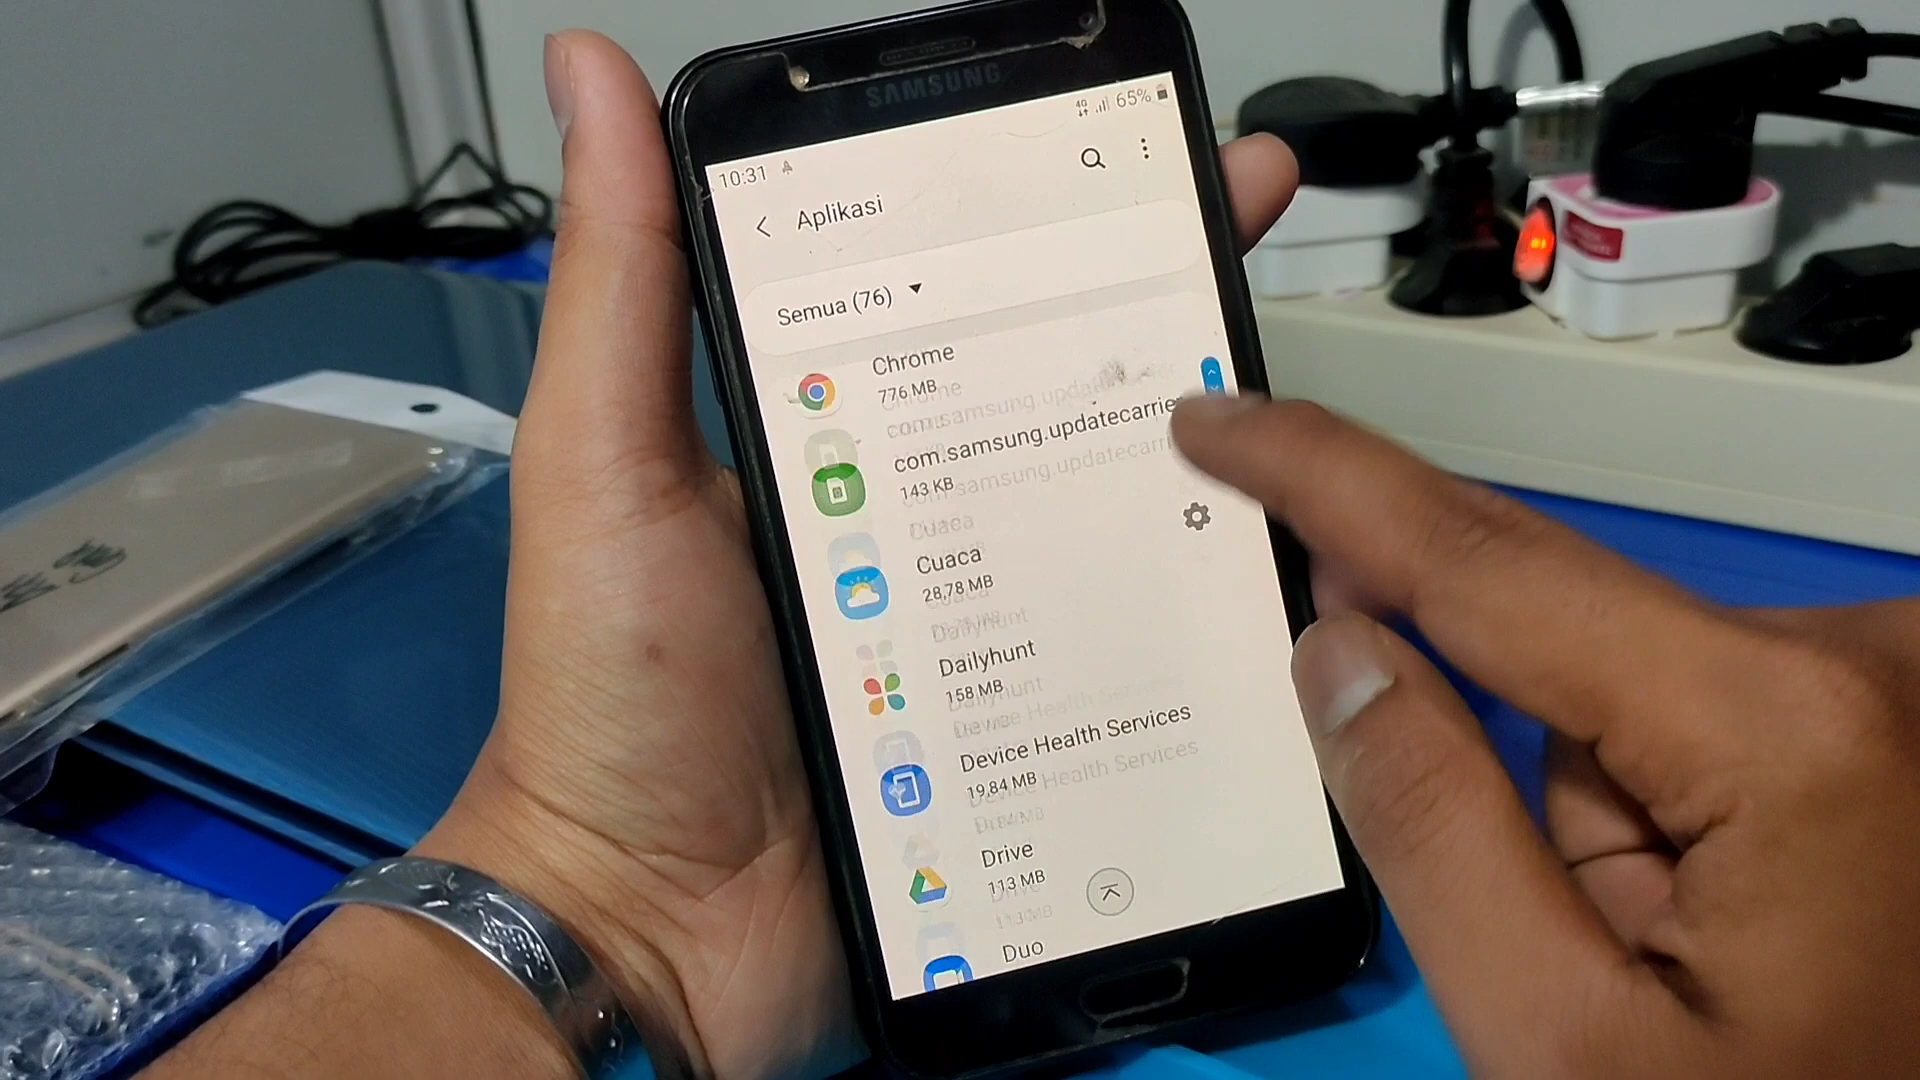 SAMSUNG
4G 65%
10:31
Aplikasi
Semua (76)
Chrome
776 MB
com.samsung.updatecarrie
143 KB
Cuaca
28,78 MB
Dailyhunt
158 MB
Device Health Services
19,84 MB
Drive
113 MB
Duo